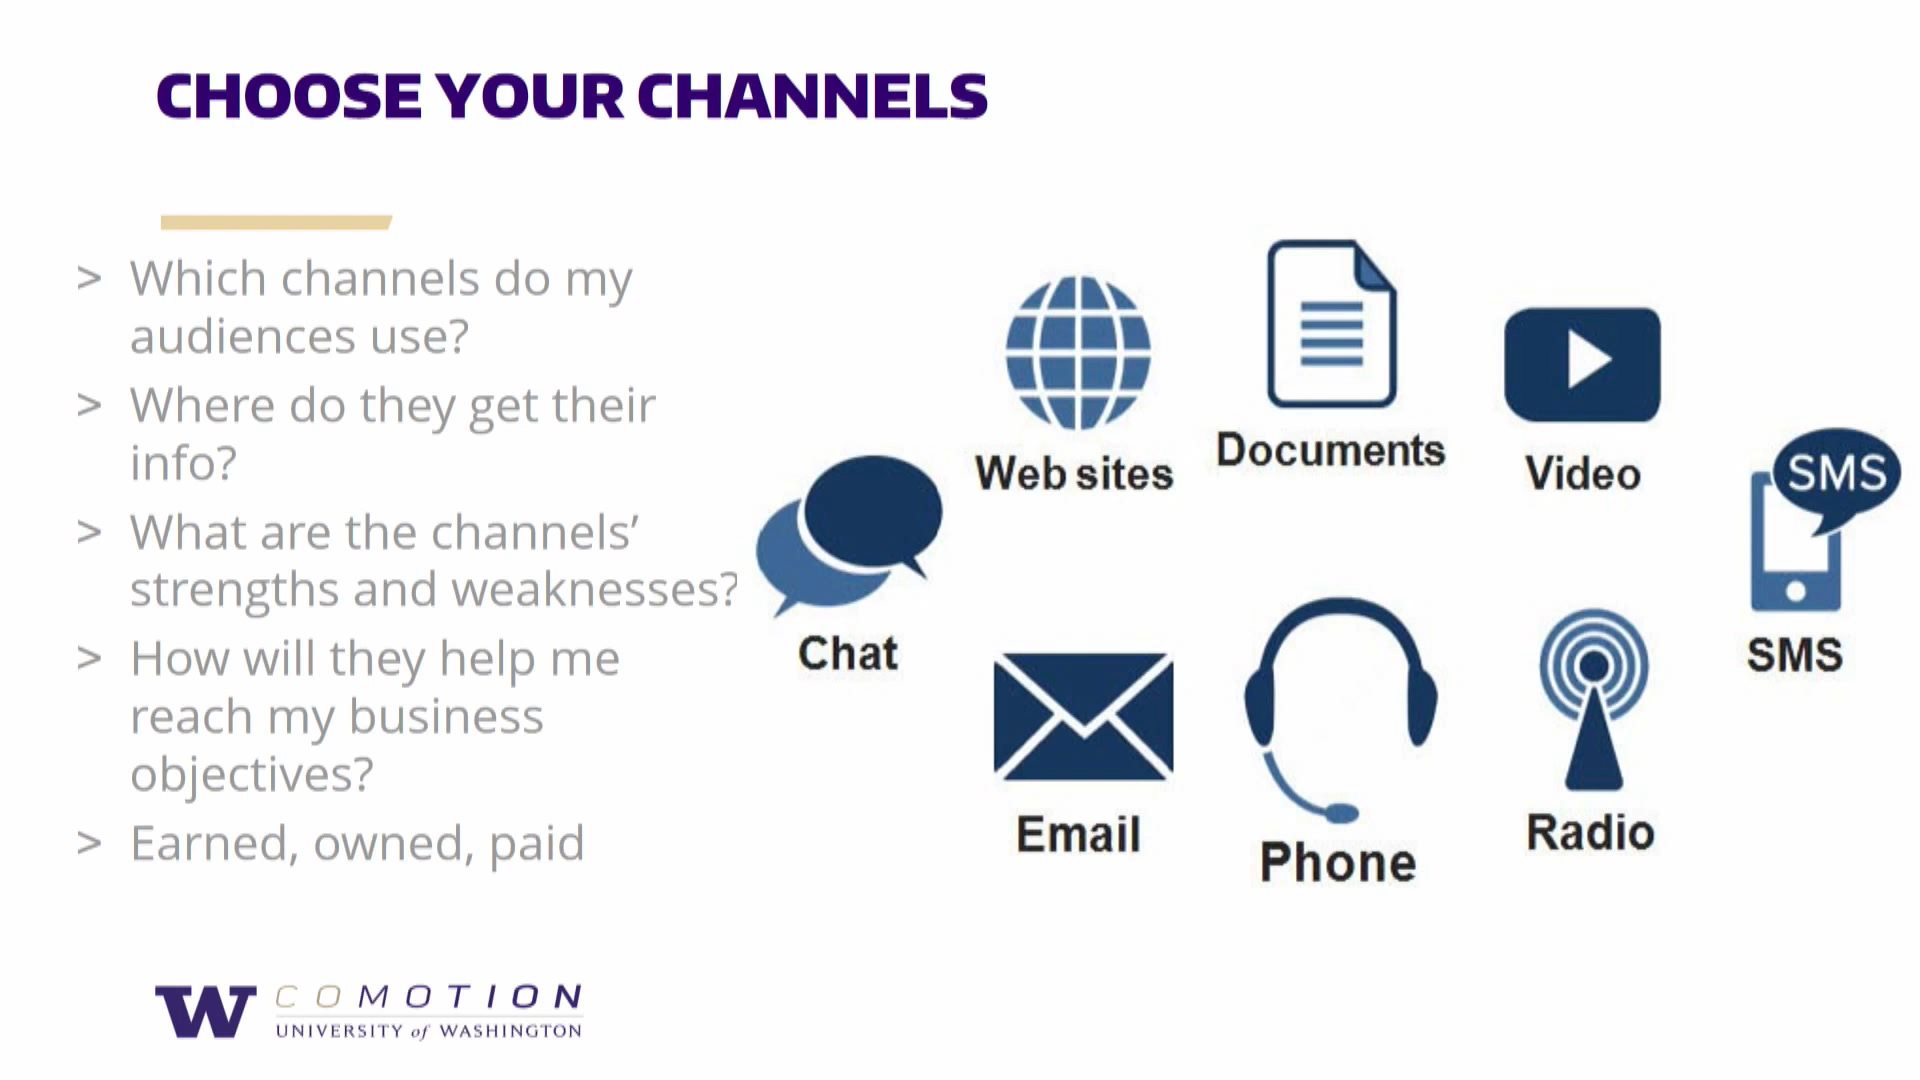 CHOOSE YOUR CHANNELS
> Which channels do my
audiences use?
> Where do they get their
info?
> What are the channels’
strengths and weaknesses?
> How will they help me
reach my business
objectives?
> Earned, owned, paid
Web sites
Documents
Video
SMS
SMS
Chat
Email
Phone
Radio
W
COMOTION
UNIVERSITY of WASHINGTON